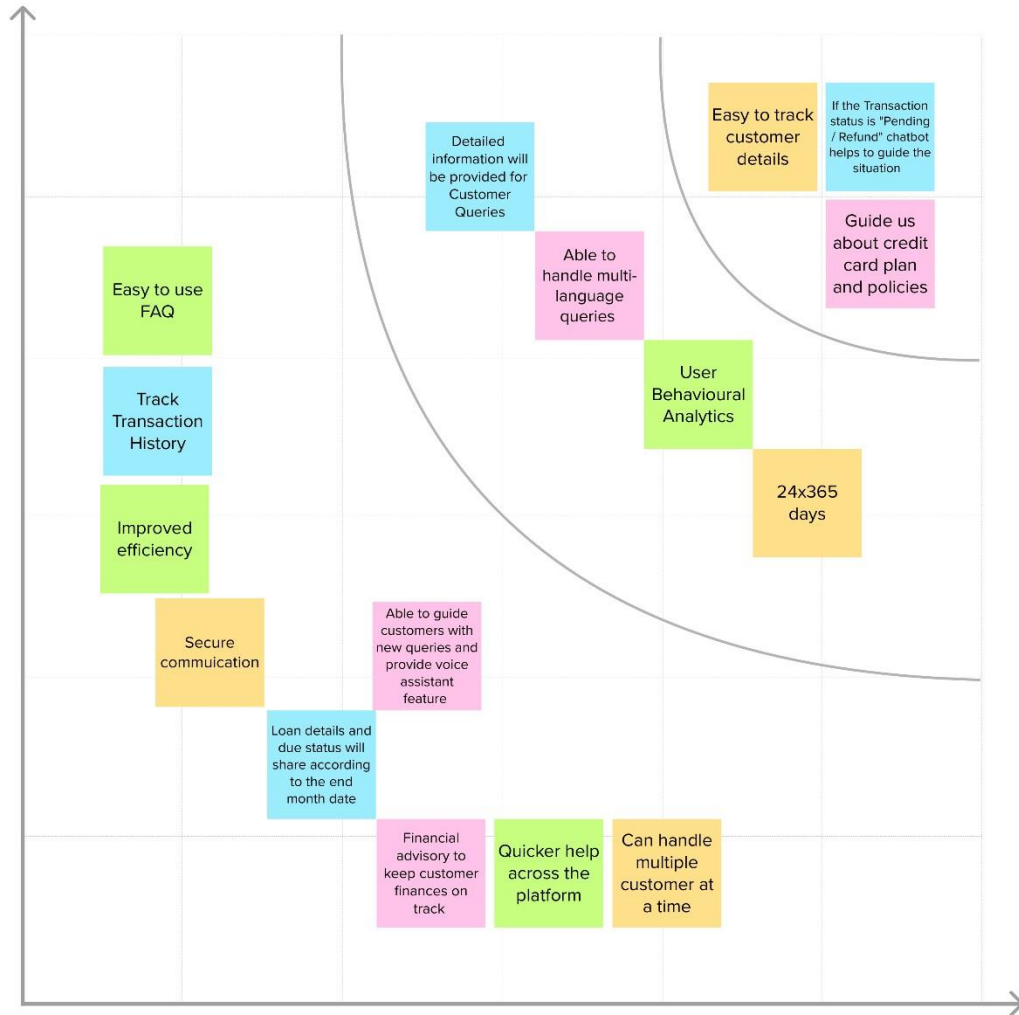 Easy to track
customer
details
If the Transaction
status is "Pending
/ Refund" chatbot
helps to guide the
situation
Detailed
information will
be provided for
Customer
Queries
Guide us
about credit
card plan
and policies
Able to
handle multi-
language
queries
Easy to use
FAQ
User
Behavioural
Analytics
Track
Transaction
History
24x365
days
Improved
efficiency
Secure
commuication
Able to guide
customers with
new queries and
provide voice
assistant
feature
Loan details and
due status will
share according
to the end
month date
Financial
advisory to
keep customer
finances on
track
Quicker help
across the
platform
Can handle
multiple
customer at
a time